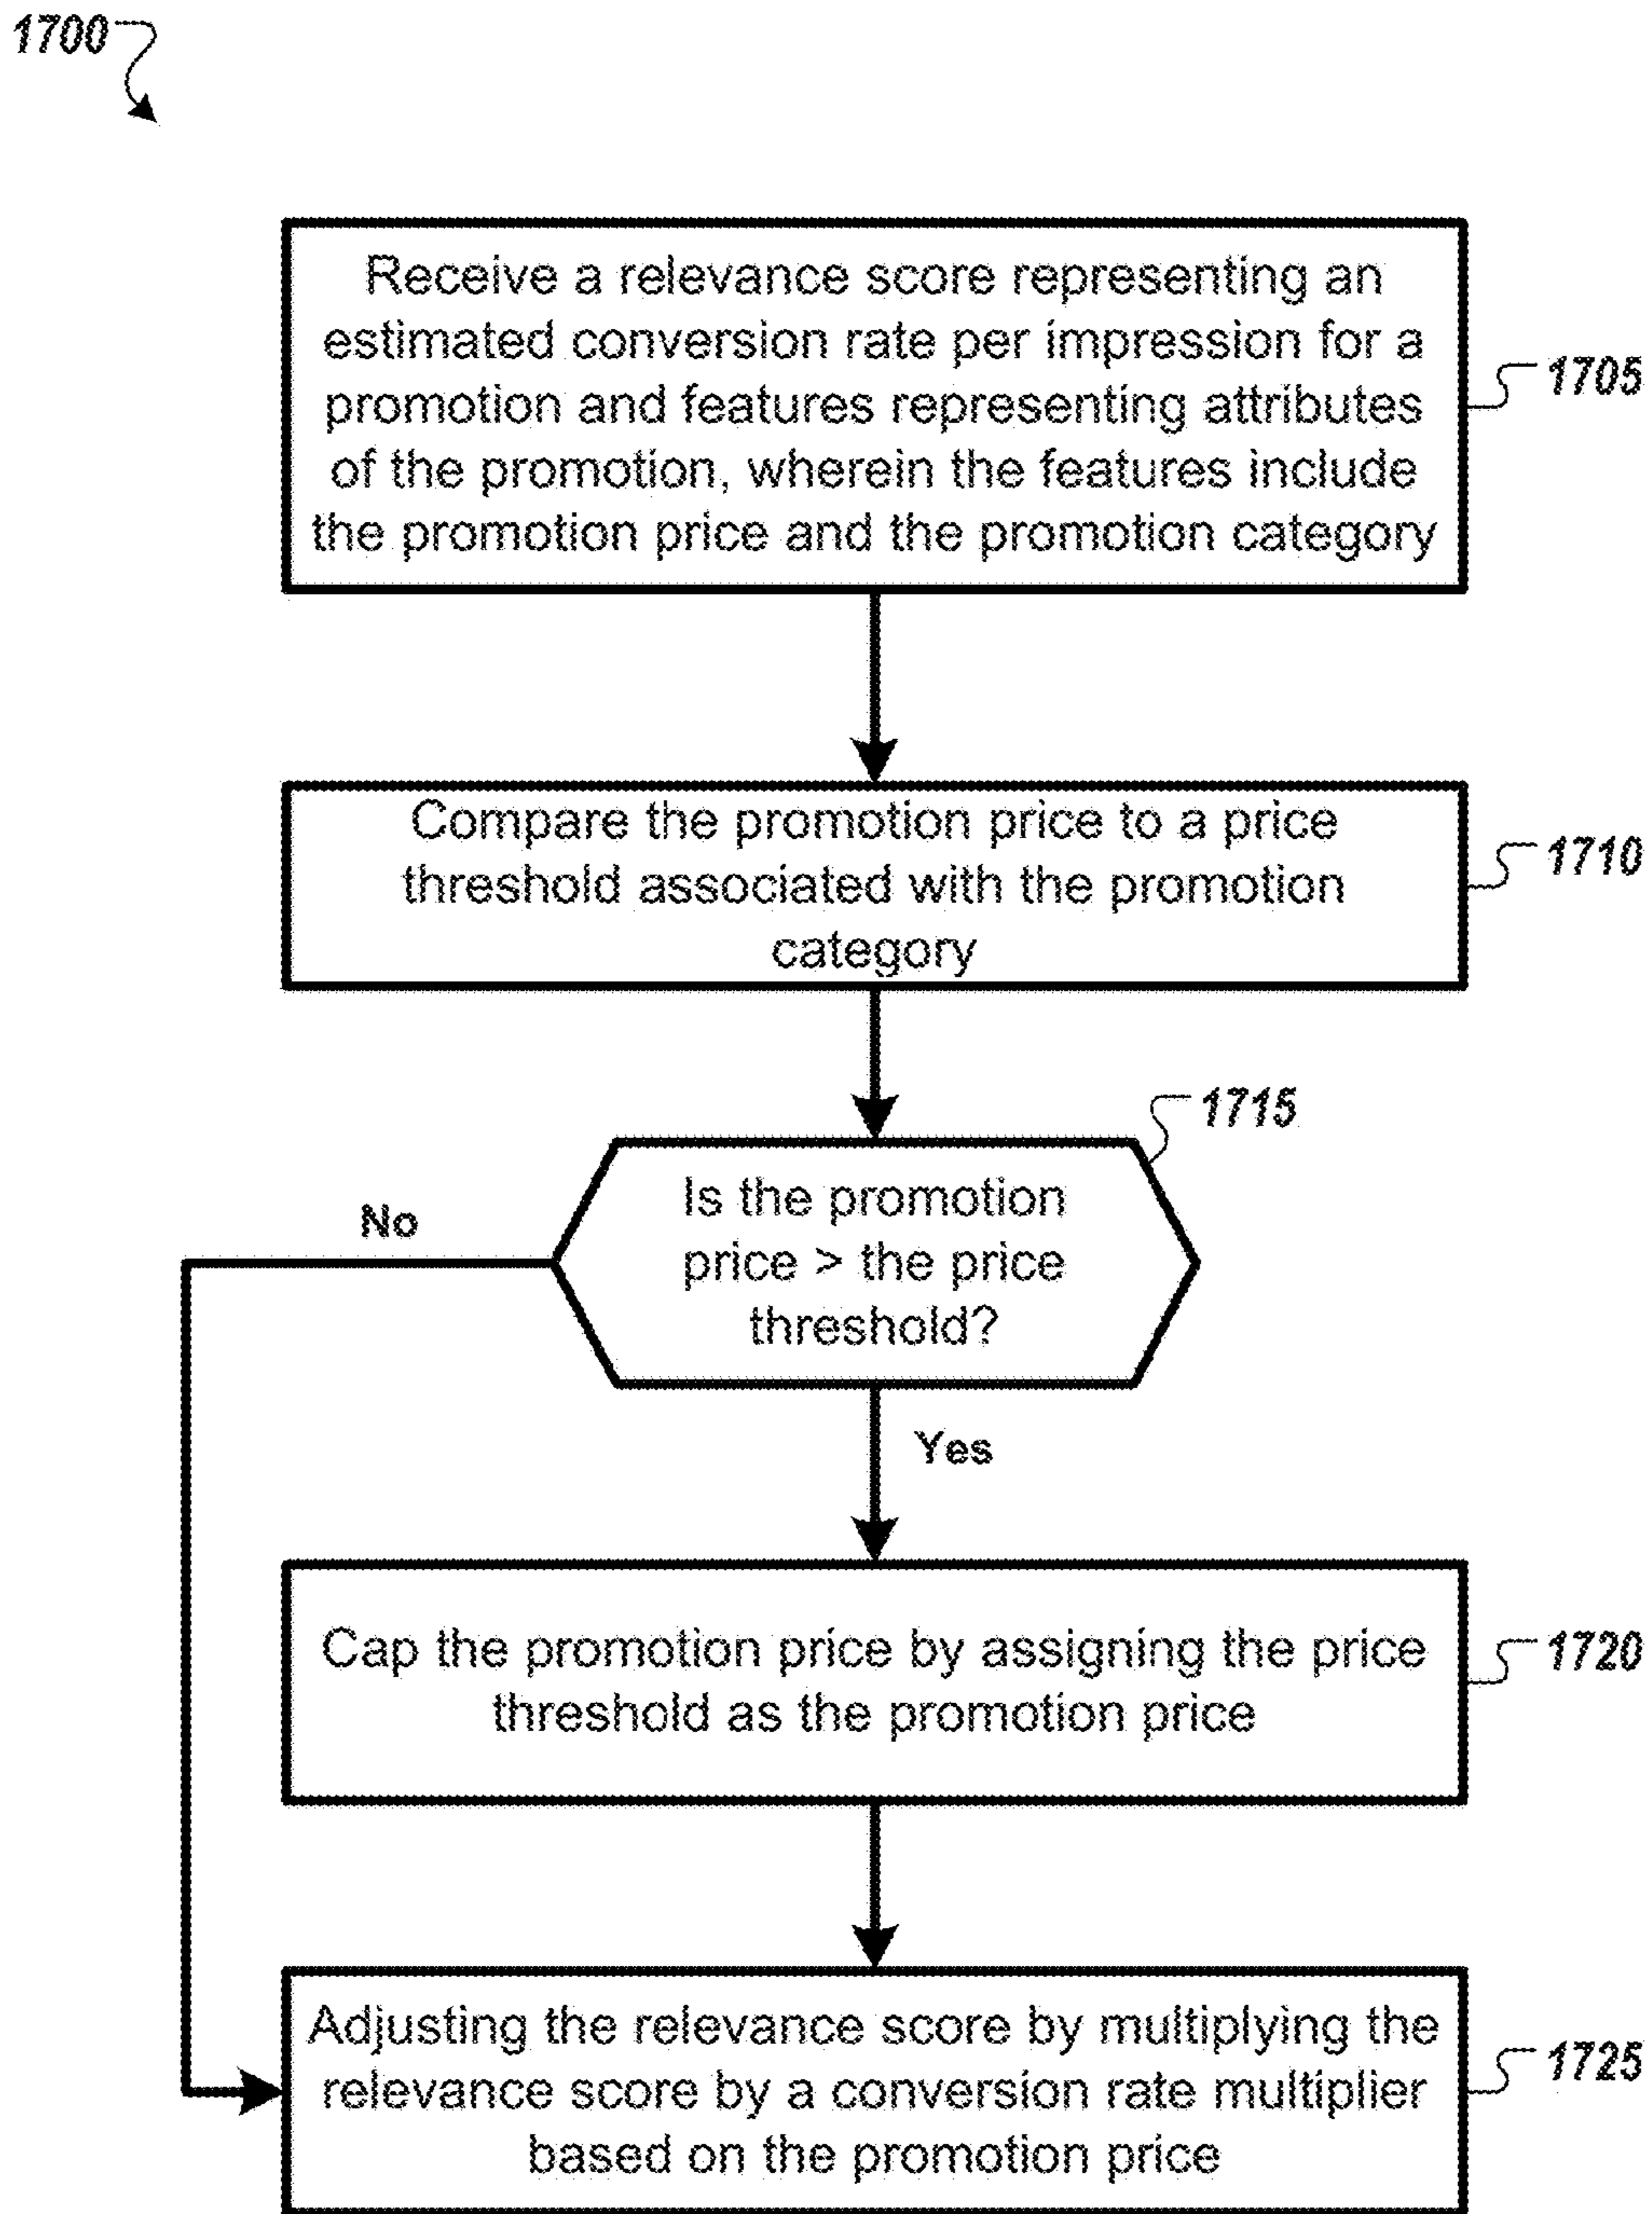 1700
Receive a relevance score representing an
estimated conversion rate per impression for a
promotion and features representing attributes
of the promotion, wherein the features include
the promotion price and the promotion category
1705
Compare the promotion price to a price
threshold associated with the promotion
category
1710
1715
Is the promotion
price > the price
threshold?
No
Yes
Cap the promotion price by assigning the price
threshold as the promotion price
1720
Adjusting the relevance score by multiplying the
relevance score by a conversion rate multiplier
based on the promotion price
1725